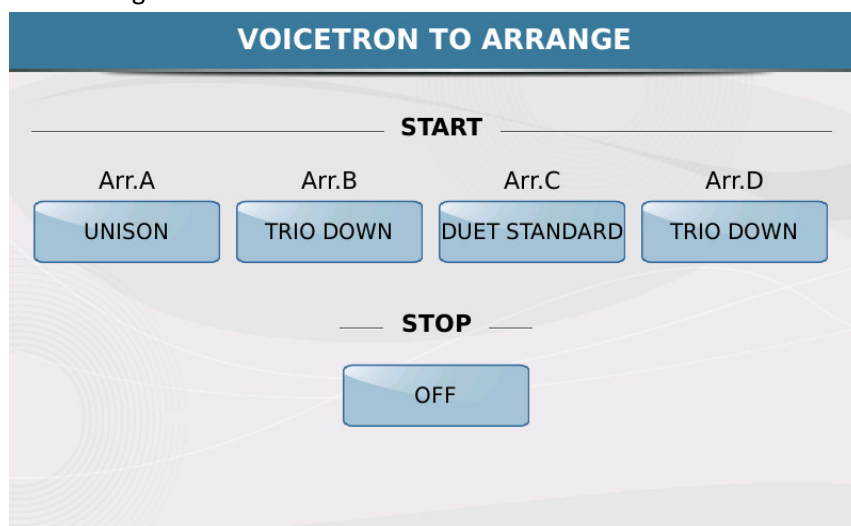 VOICETRON TO ARRANGE
START
Arr.A Arr.B Arr.C Arr.D
UNISON TRIO DOWN DUET STANDARD TRIO DOWN
STOP
OFF